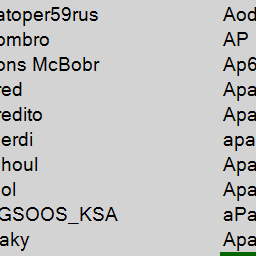 atoper59rus Aod
ombro AP
ons McBobr Ap6
red Apa
redito Apa
erdi apa
houl Apa
ol Apa
GSOOS_KSA aPa
aky Apa